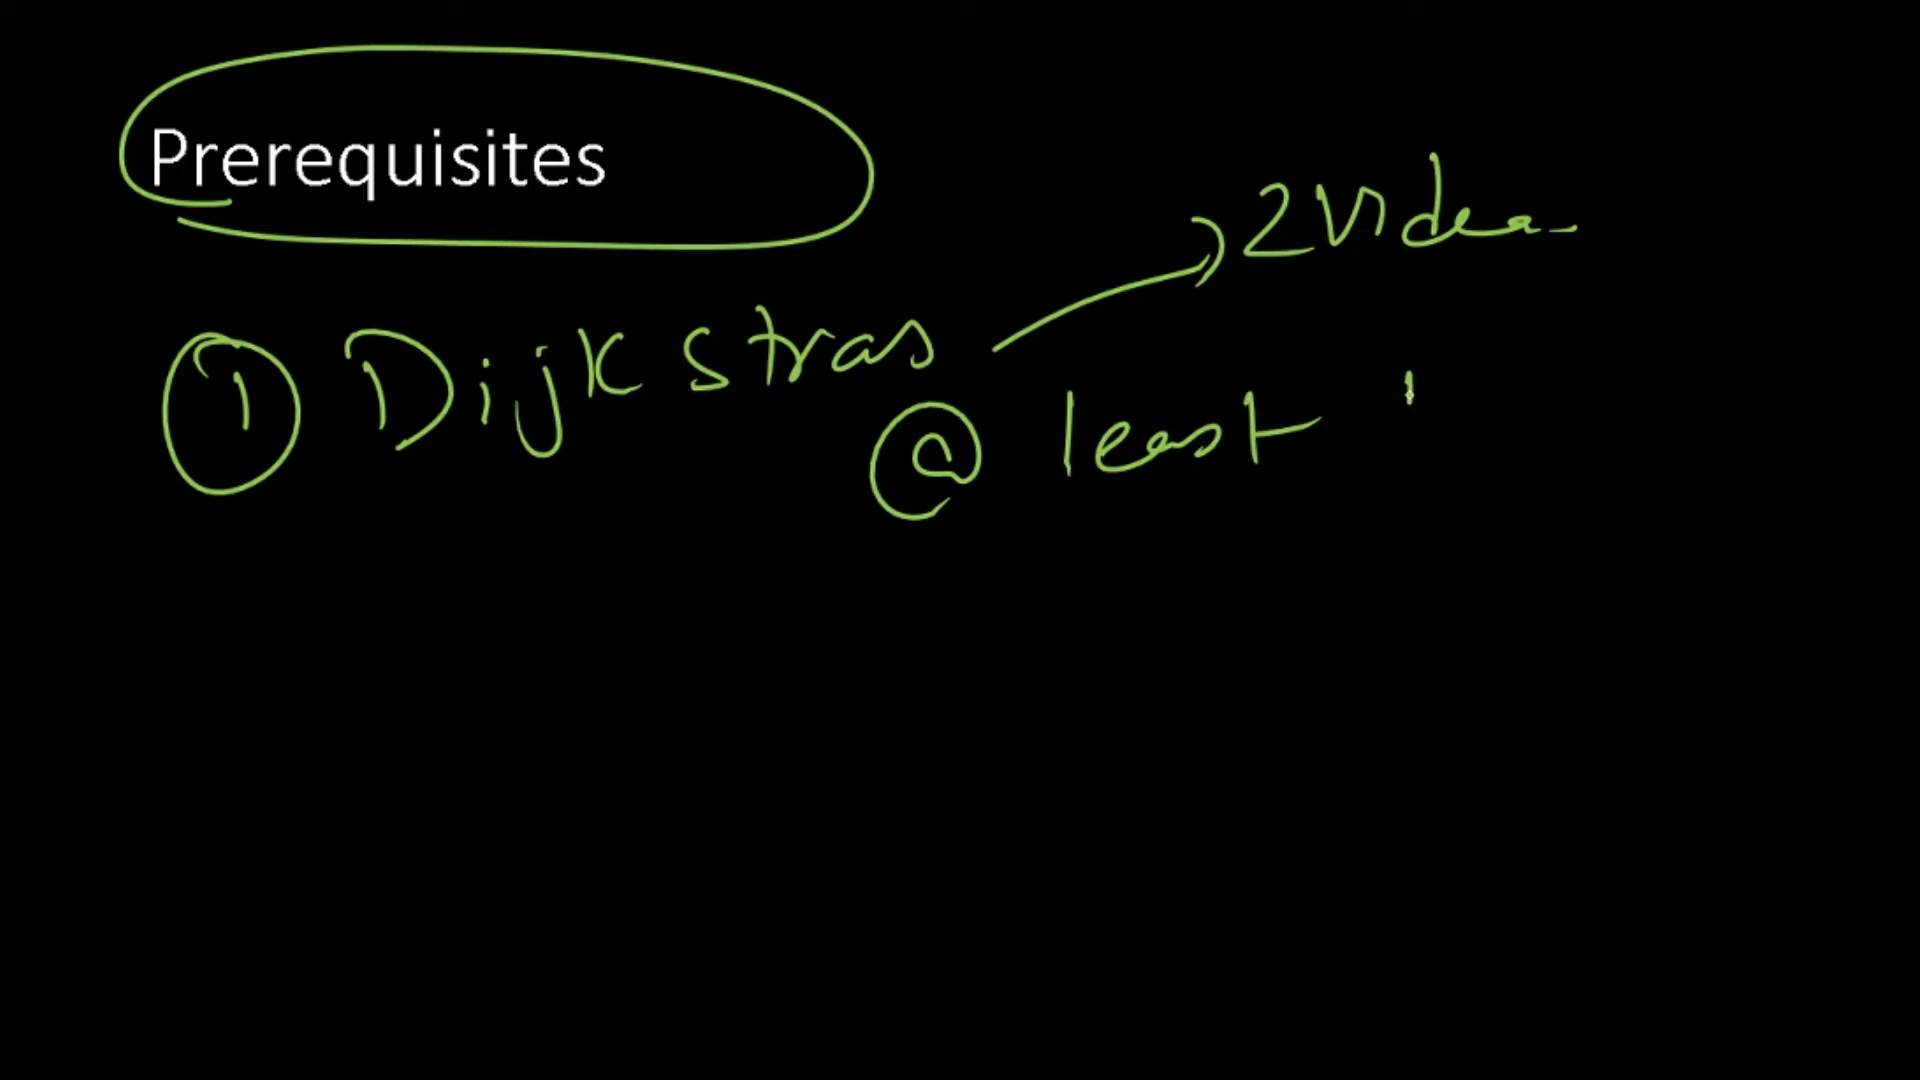 Prerequisites
2 Video
① Dijkstras
@ least